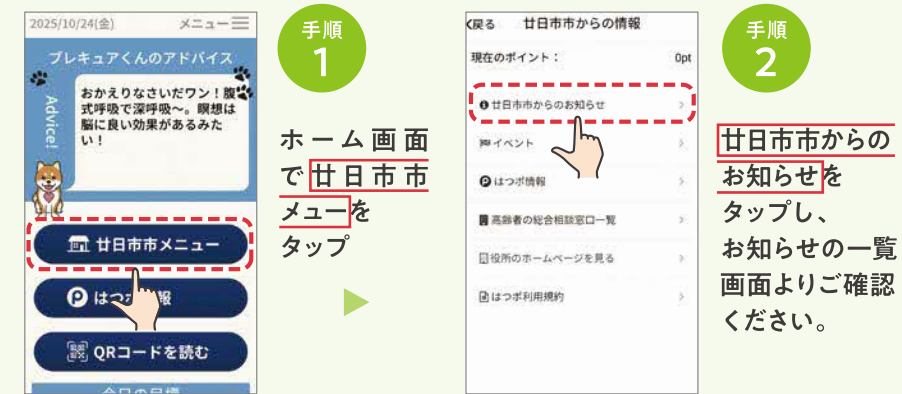 2025/10/24(金)
メニュー
プレキュアくんのアドバイス
Advice!
おかえりなさいだワン！腹
式呼吸で深呼吸～。瞑想は
脳に良い効果があるみた
い！
廿日市市メニュー
はつポ
報
QRコードを読む
今日の目標
手順
1
ホーム画面
で廿日市市
メューを
タップ
戻る
廿日市市からの情報
現在のポイント：
0pt
廿日市市からのお知らせ
イベント
はつポ情報
高齢者の総合相談窓口一覧
役所のホームページを見る
はつポ利用規約
手順
2
廿日市市からの
お知らせを
タップし、
お知らせの一覧
画面よりご確認
ください。